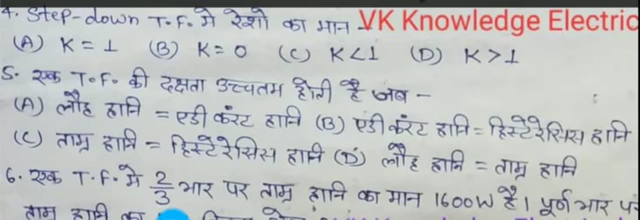 4. Step-down T.F. मे रेशो का मान - VK Knowledge Electric
(A) K = 1 (B) K = 0 (C) K < 1 (D) K > 1
5. एक T.F. की दक्षता उच्चतम होती है जब -
(A) लौह हानि = एडी करंट हानि (B) एडी करंट हानि = हिस्टेरेसिस हानि
(C) ताम्र हानि = हिस्टेरेसिस हानि (D) लौह हानि = ताम्र हानि
6. एक T.F. मे 2/3 भार पर ताम्र हानि का मान 1600W है। पूर्ण भार पर
ताम्र हानि का